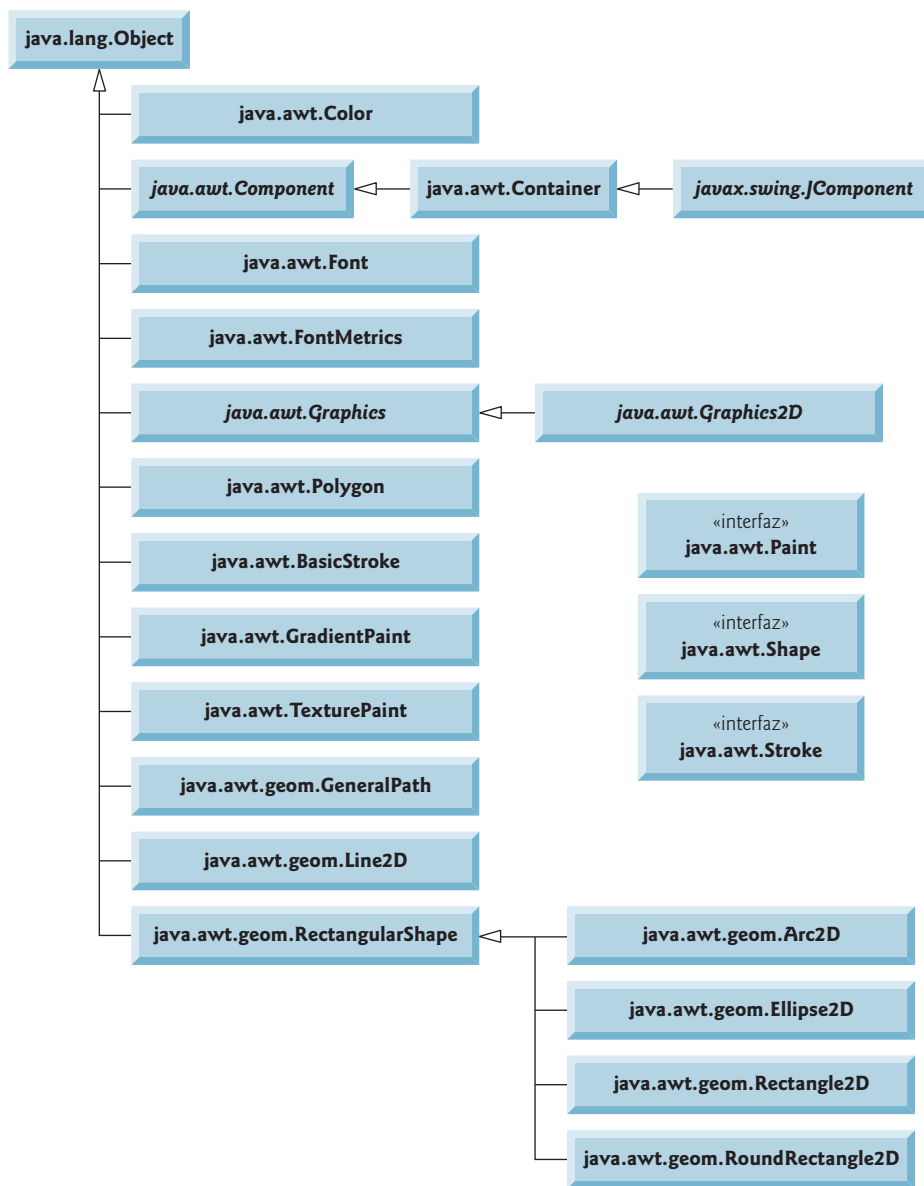 java.lang.Object
java.awt.Color
java.awt.Component
java.awt.Container
javax.swing.JComponent
java.awt.Font
java.awt.FontMetrics
java.awt.Graphics
java.awt.Graphics2D
java.awt.Polygon
«interfaz»
java.awt.Paint
java.awt.BasicStroke
java.awt.GradientPaint
«interfaz»
java.awt.Shape
java.awt.TexturePaint
«interfaz»
java.awt.Stroke
java.awt.geom.GeneralPath
java.awt.geom.Line2D
java.awt.geom.RectangularShape
java.awt.geom.Arc2D
java.awt.geom.Ellipse2D
java.awt.geom.Rectangle2D
java.awt.geom.RoundRectangle2D